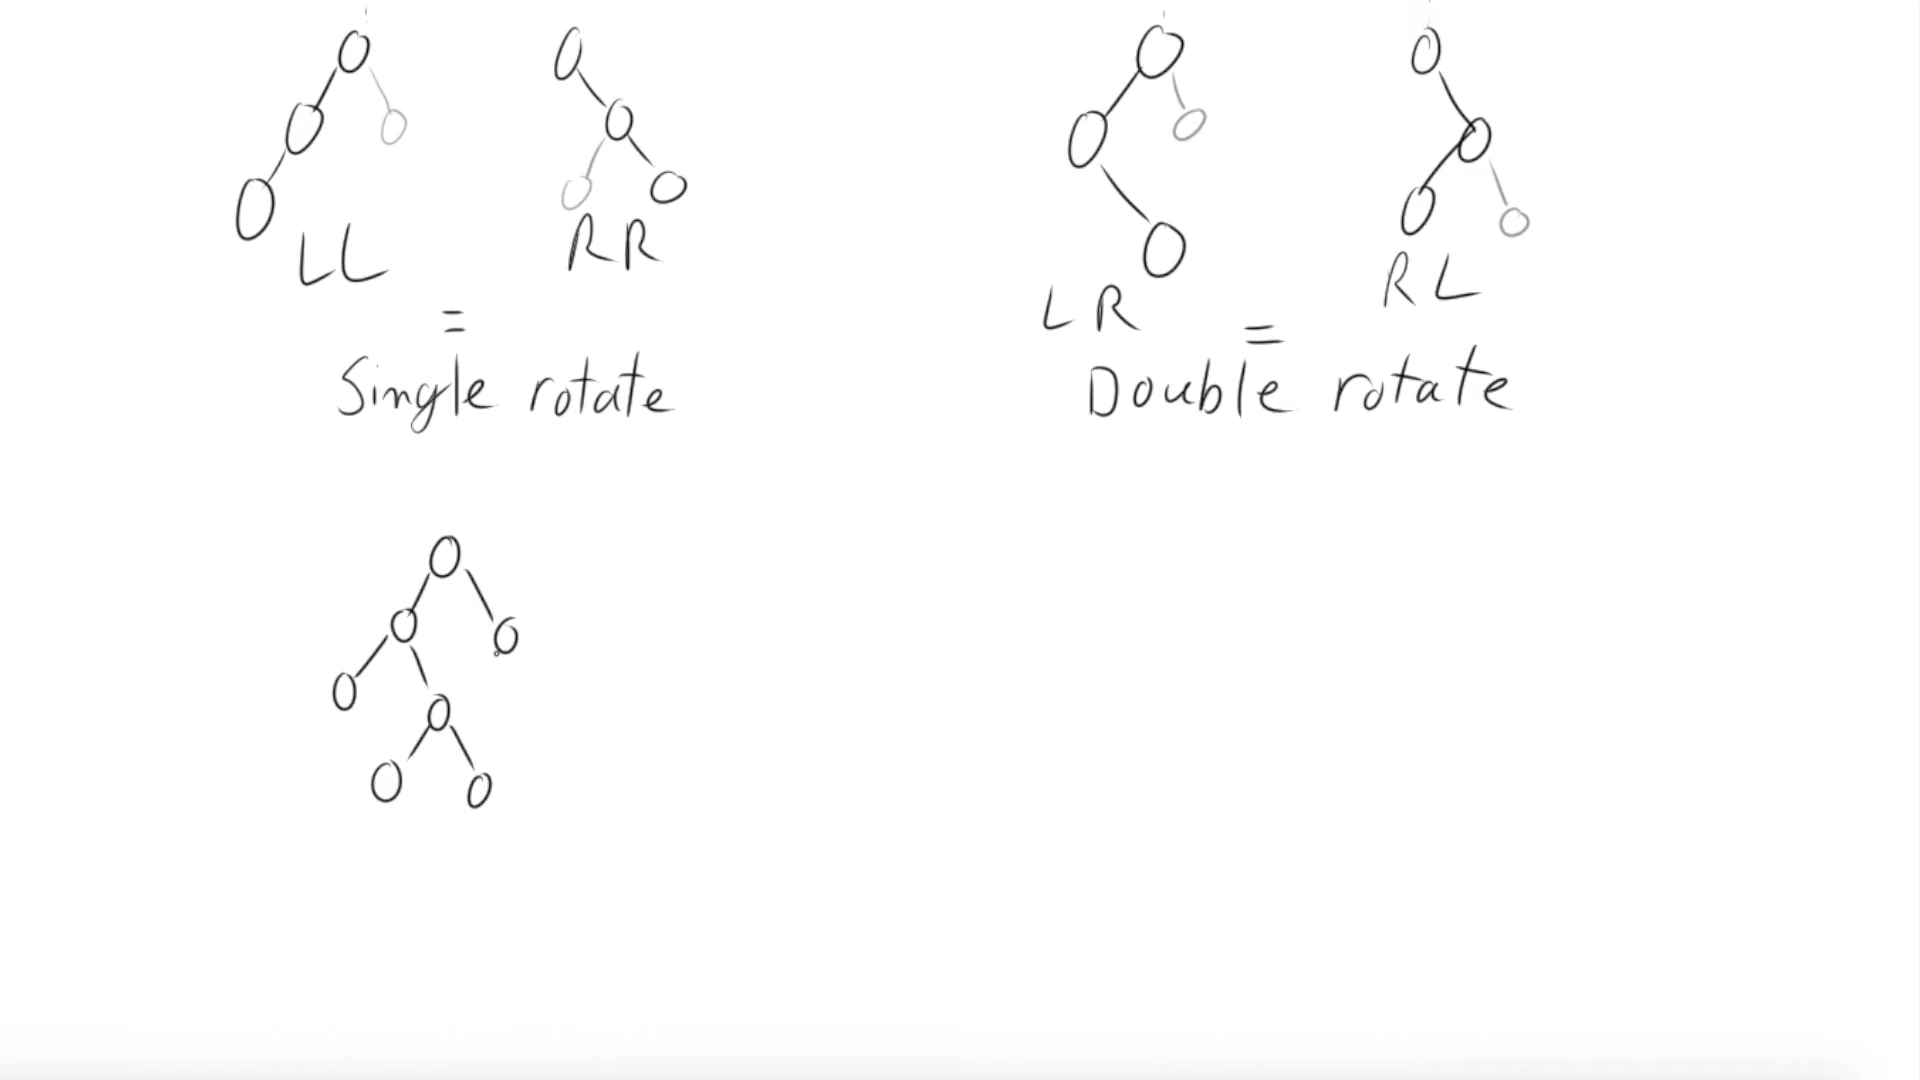 LL
RR
=
Single rotate
LR
RL
=
Double rotate